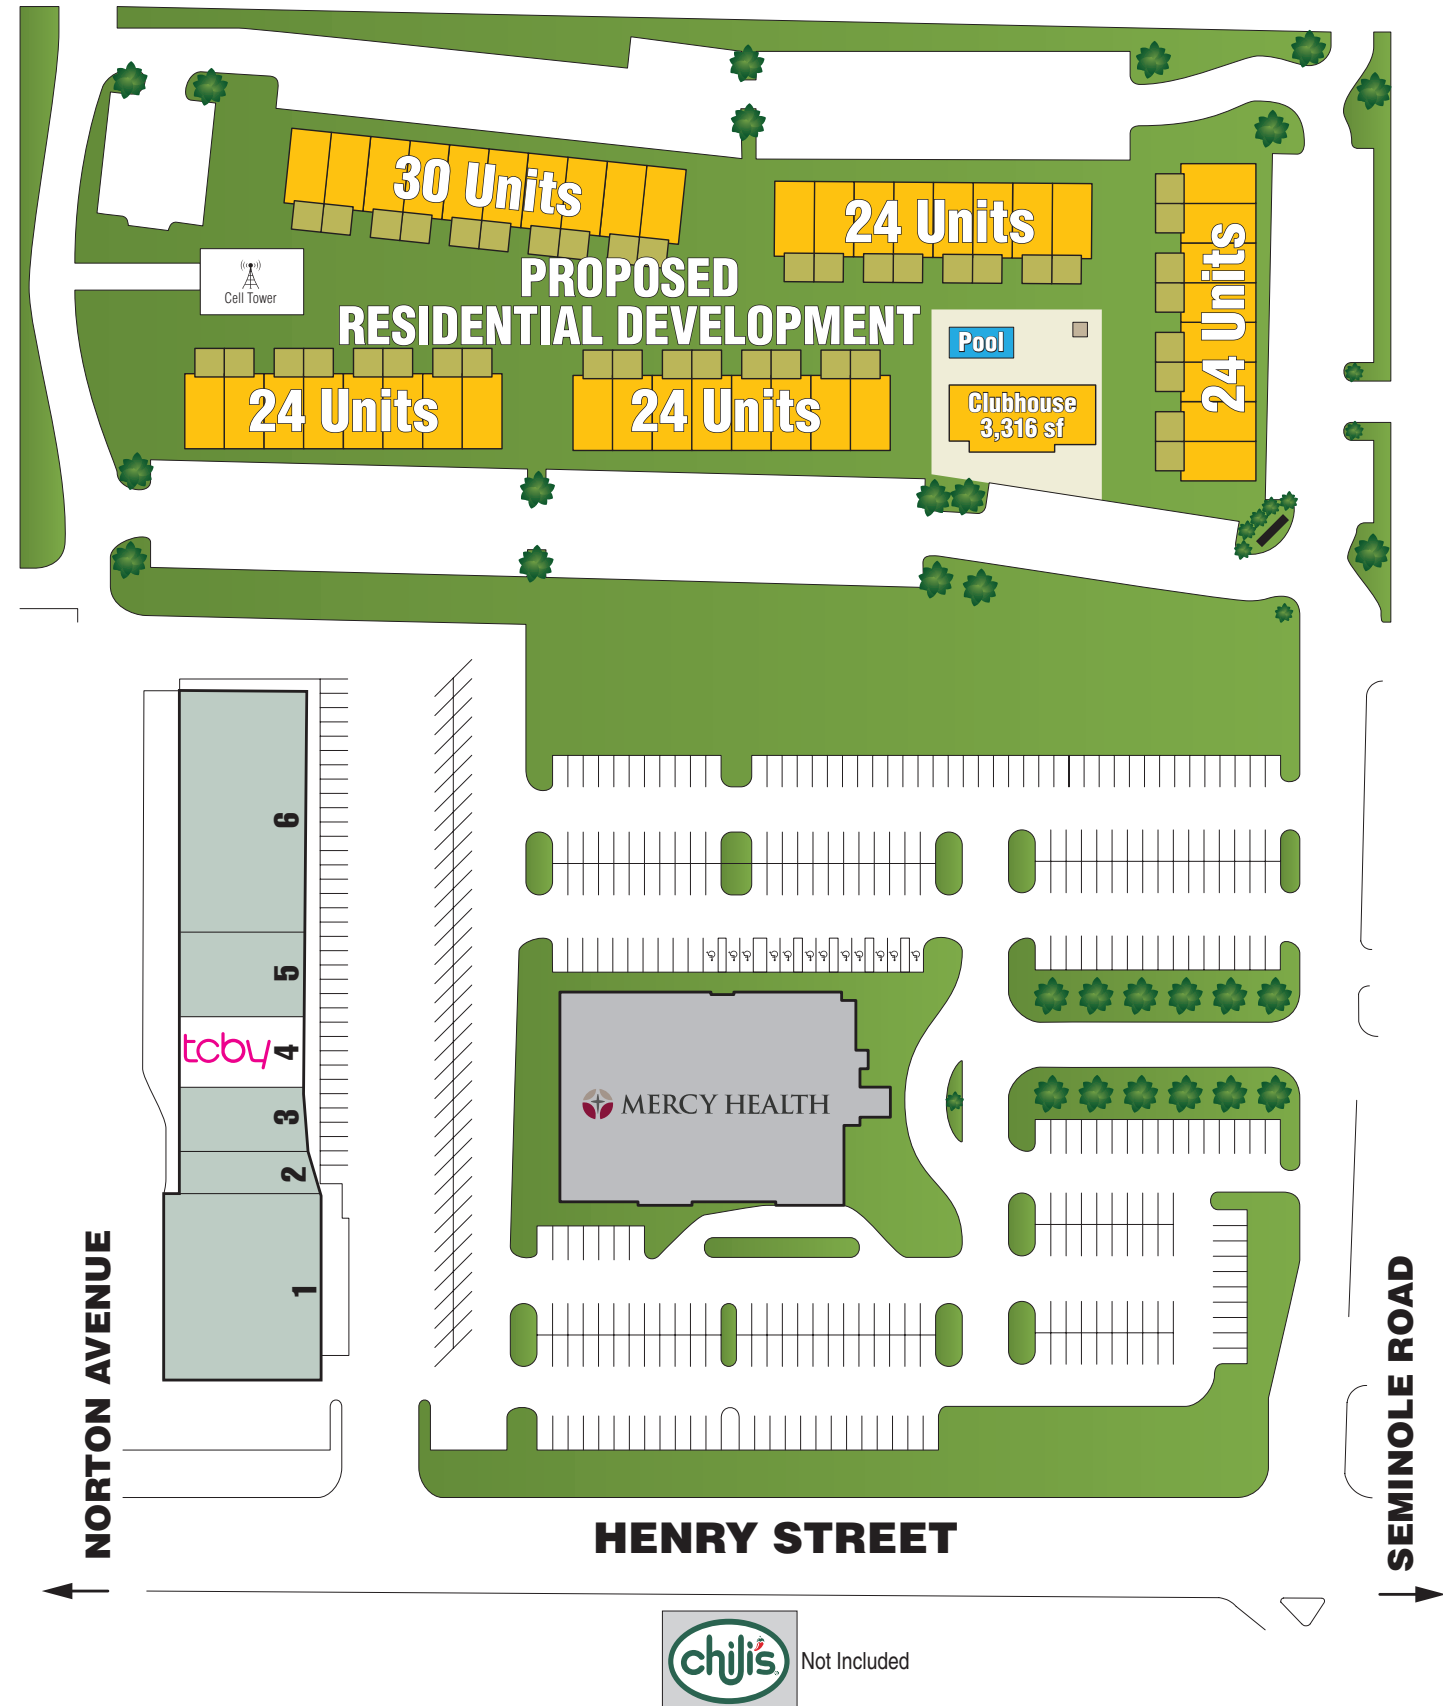 30 Units
24 Units
24 Units
Cell Tower
PROPOSED
RESIDENTIAL DEVELOPMENT
Pool
Clubhouse
3,316 sf
24 Units
24 Units
6
5
tcby
4
3
2
1
MERCY HEALTH
NORTON AVENUE
SEMINOLE ROAD
HENRY STREET
chili's
Not Included